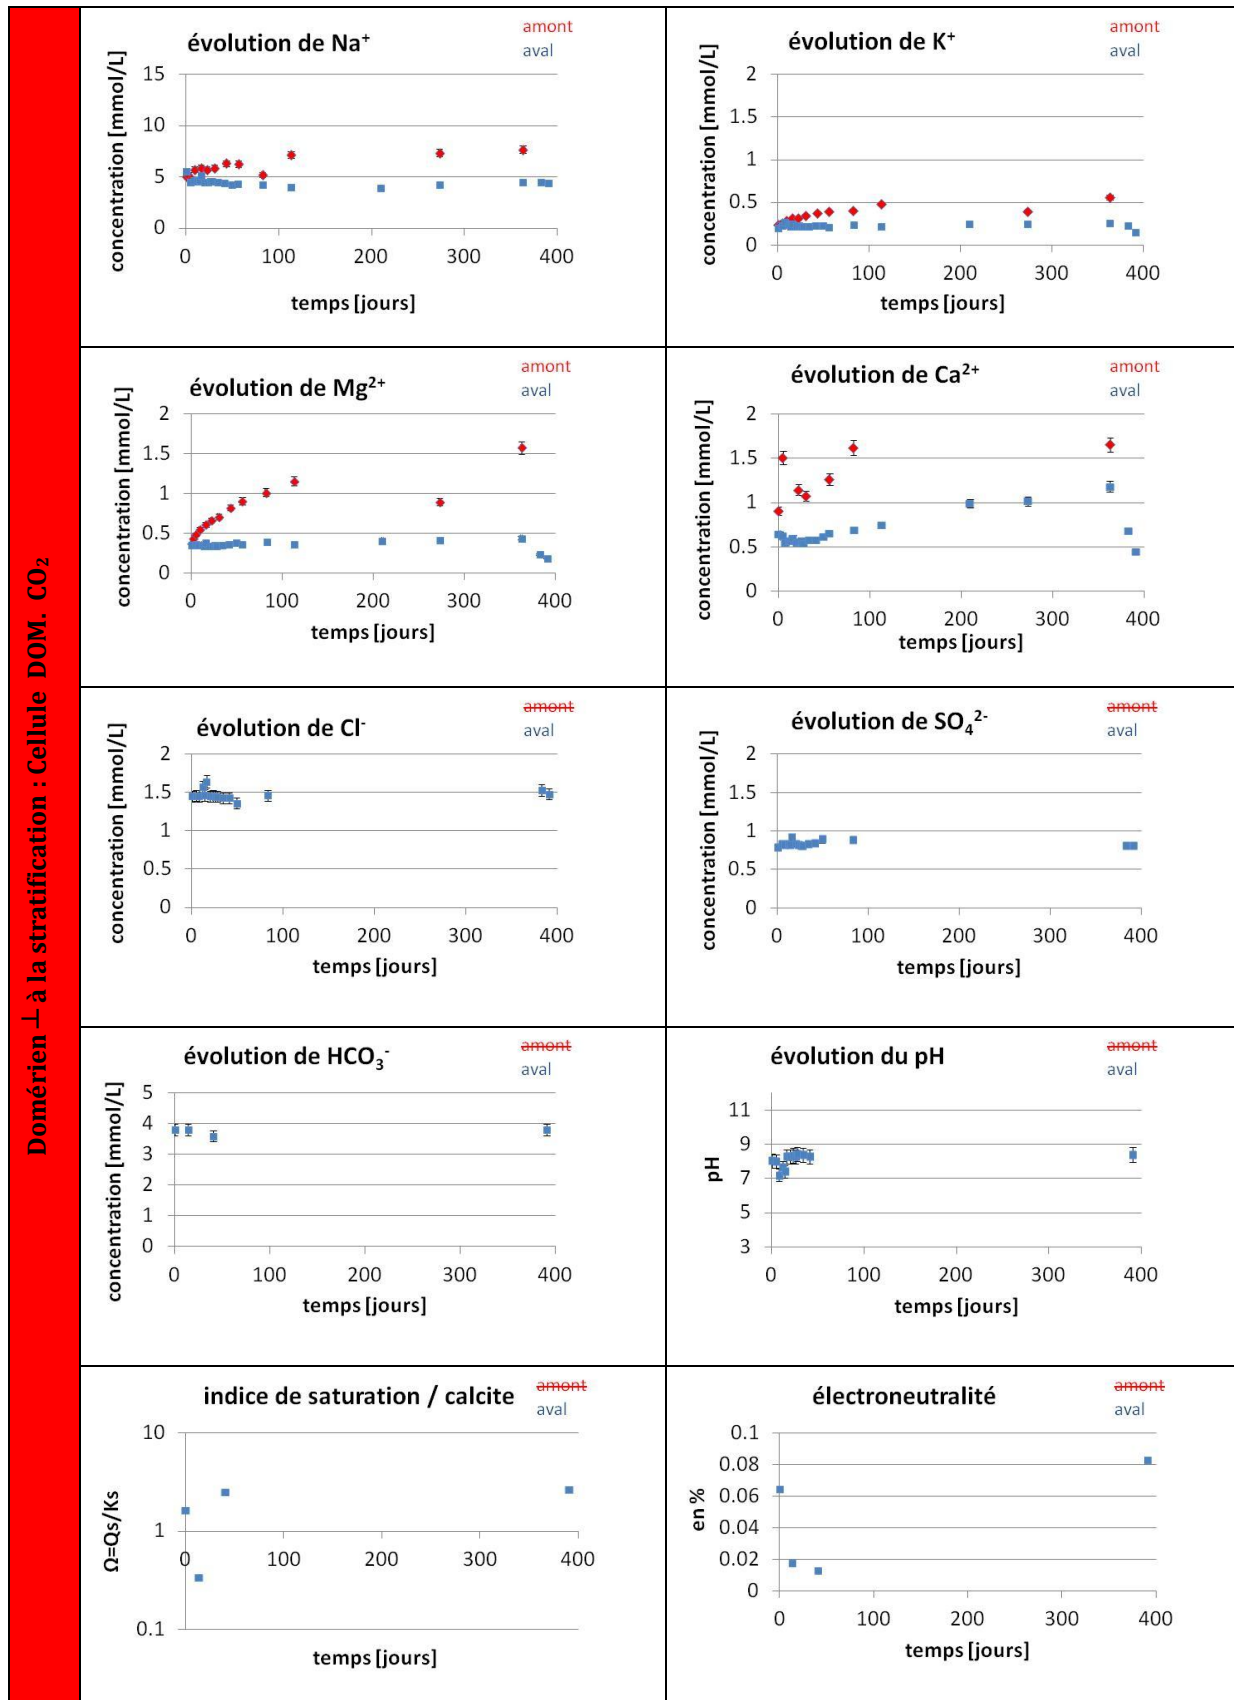 Domérien ┴ à la stratification : Cellule DOM. CO2
évolution de Na+
amont
aval
concentration [mmol/L]
15
10
5
0
0 100 200 300 400
temps [jours]
évolution de K+
amont
aval
concentration [mmol/L]
2
1.5
1
0.5
0
0 100 200 300 400
temps [jours]
évolution de Mg2+
amont
aval
concentration [mmol/L]
2
1.5
1
0.5
0
0 100 200 300 400
temps [jours]
évolution de Ca2+
amont
aval
concentration [mmol/L]
2
1.5
1
0.5
0
0 100 200 300 400
temps [jours]
évolution de Cl-
amont
aval
concentration [mmol/L]
2
1.5
1
0.5
0
0 100 200 300 400
temps [jours]
évolution de SO42-
amont
aval
concentration [mmol/L]
2
1.5
1
0.5
0
0 100 200 300 400
temps [jours]
évolution de HCO3-
amont
aval
concentration [mmol/L]
5
4
3
2
1
0
0 100 200 300 400
temps [jours]
évolution du pH
amont
aval
pH
11
9
7
5
3
0 100 200 300 400
temps [jours]
indice de saturation / calcite
amont
aval
Ω=Qs/Ks
10
1
0.1
0 100 200 300 400
temps [jours]
électroneutralité
amont
aval
en %
0.1
0.08
0.06
0.04
0.02
0
0 100 200 300 400
temps [jours]